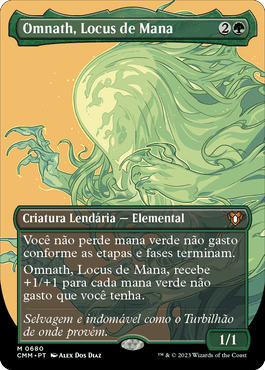 Omnath, Locus de Mana 2
Criatura Lendária — Elemental
Você não perde mana verde não gasto
conforme as etapas e fases terminam.
Omnath, Locus de Mana, recebe
+1/+1 para cada mana verde não
gasto que você tenha.
Selvagem e indomável como o Turbilhão
de onde provém.
1/1
M 0680
CMM • PT ALEX DOS DIAZ
™ & © 2023 Wizards of the Coast